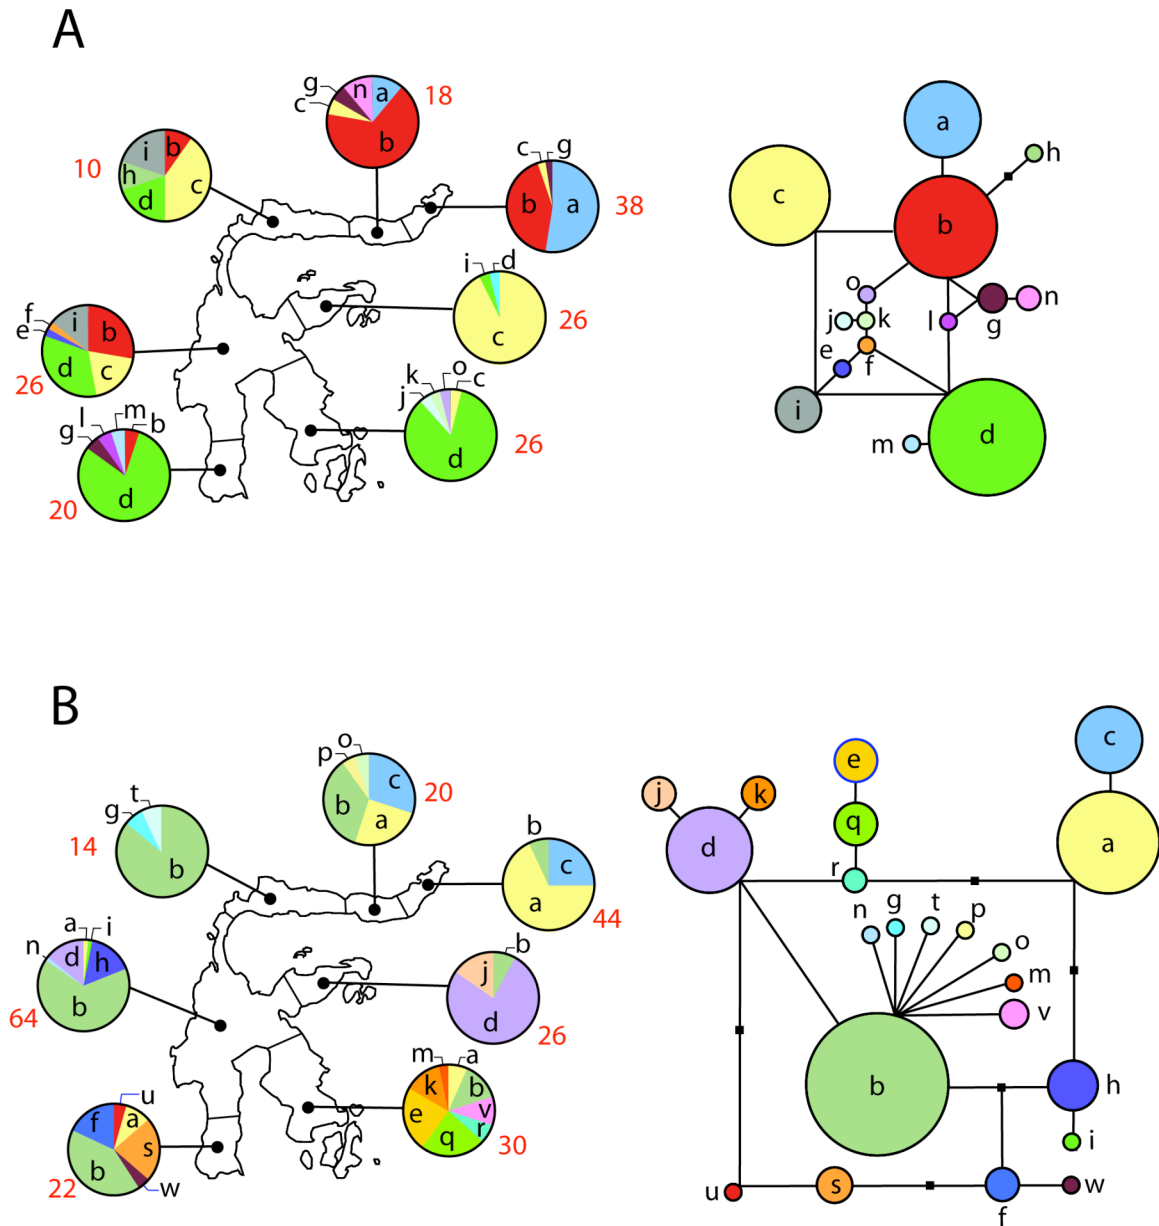 A
g n a 18
c
b
10 i b
h c
d
c g
b a 38
i d
c 26
f
e i b
d c
26
k o c
j
d 26
l m b
g
d
20
a
h
c
b
o
j k l g n
e f
i
m d
B
o
p c 20
b a
t
g
14 b
b
c
a 44
a i
n d h
b
64
b
j
d 26
m a
k b
e v
r
q 30
u
f a
s
b
w
22
c
e
j k
q a
d
r
n g t p
o
m
v
b h
i
u s w
f